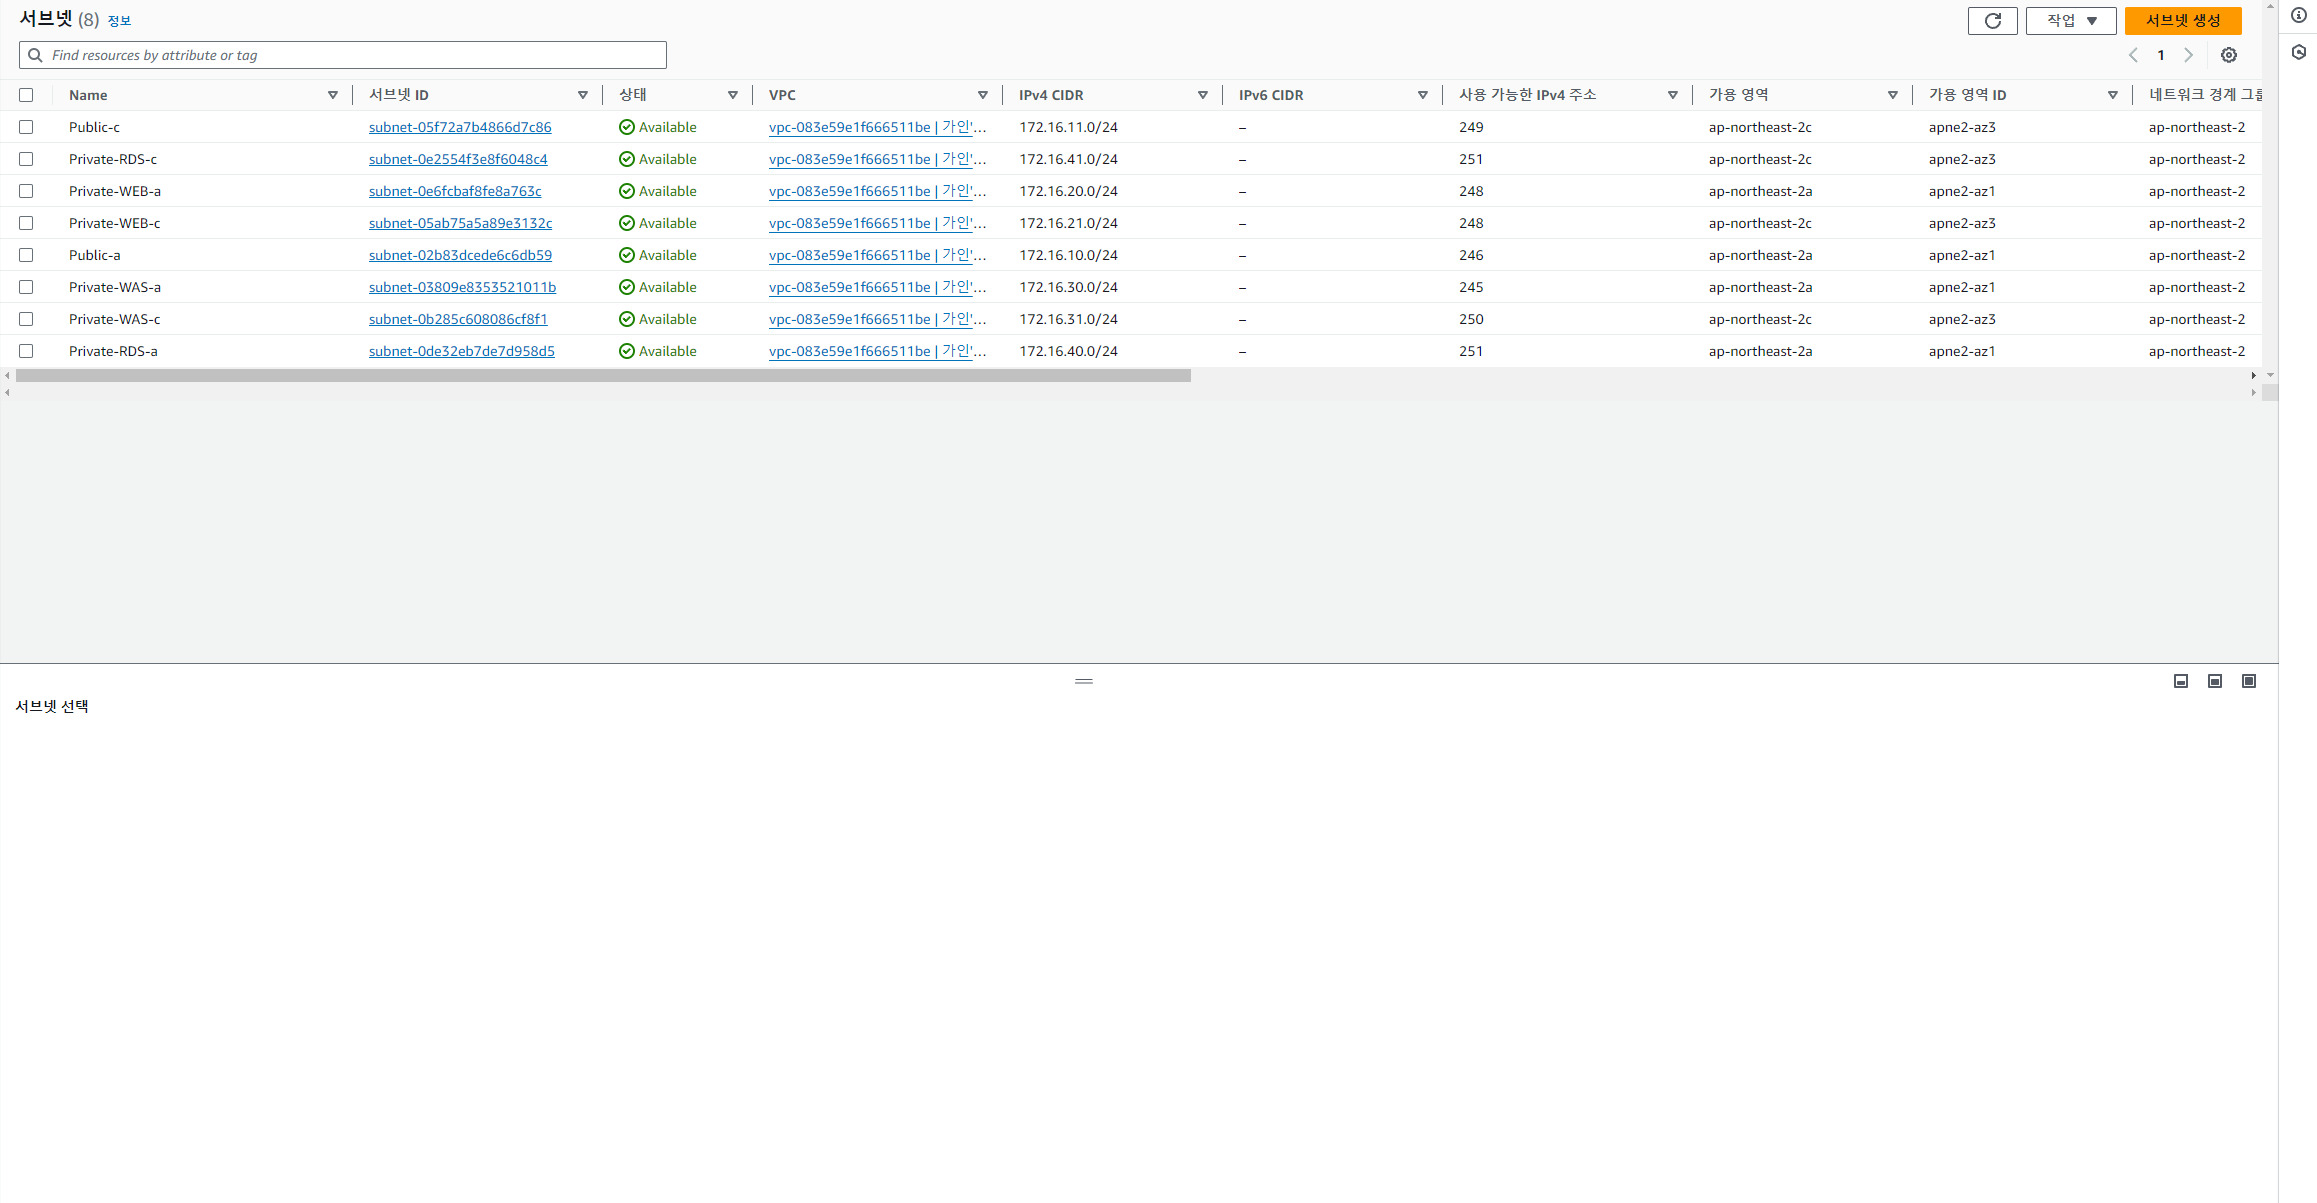 서브넷 (8) 정보
작업 서브넷 생성
Find resources by attribute or tag
1
Name 서브넷 ID 상태 VPC IPv4 CIDR IPv6 CIDR 사용 가능한 IPv4 주소 가용 영역 가용 영역 ID 네트워크 경계 그룹
Public-c subnet-05f72a7b4866d7c86 Available vpc-083e59e1f666511be | 가인'... 172.16.11.0/24 – 249 ap-northeast-2c apne2-az3 ap-northeast-2
Private-RDS-c subnet-0e2554f3e8f6048c4 Available vpc-083e59e1f666511be | 가인'... 172.16.41.0/24 – 251 ap-northeast-2c apne2-az3 ap-northeast-2
Private-WEB-a subnet-0e6fcbaf8fe8a763c Available vpc-083e59e1f666511be | 가인'... 172.16.20.0/24 – 248 ap-northeast-2a apne2-az1 ap-northeast-2
Private-WEB-c subnet-05ab75a5a89e3132c Available vpc-083e59e1f666511be | 가인'... 172.16.21.0/24 – 248 ap-northeast-2c apne2-az3 ap-northeast-2
Public-a subnet-02b83dcede6c6db59 Available vpc-083e59e1f666511be | 가인'... 172.16.10.0/24 – 246 ap-northeast-2a apne2-az1 ap-northeast-2
Private-WAS-a subnet-03809e8353521011b Available vpc-083e59e1f666511be | 가인'... 172.16.30.0/24 – 245 ap-northeast-2a apne2-az1 ap-northeast-2
Private-WAS-c subnet-0b285c608086cf8f1 Available vpc-083e59e1f666511be | 가인'... 172.16.31.0/24 – 250 ap-northeast-2c apne2-az3 ap-northeast-2
Private-RDS-a subnet-0de32eb7de7d958d5 Available vpc-083e59e1f666511be | 가인'... 172.16.40.0/24 – 251 ap-northeast-2a apne2-az1 ap-northeast-2
서브넷 선택